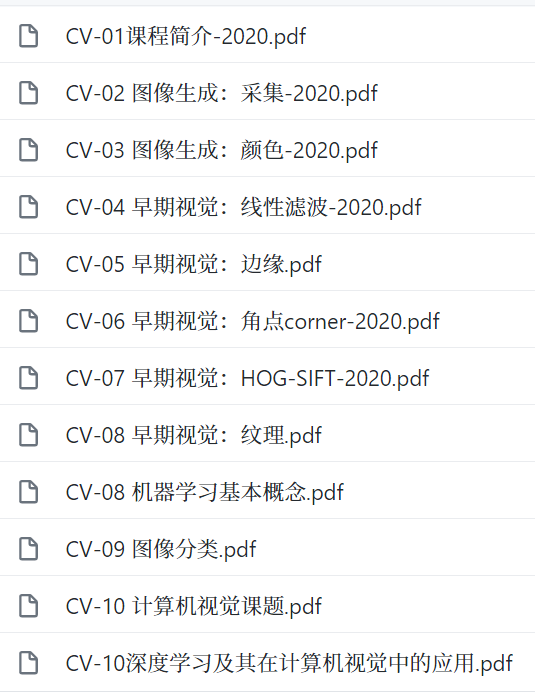 CV-01课程简介-2020.pdf
CV-02 图像生成：采集-2020.pdf
CV-03 图像生成：颜色-2020.pdf
CV-04 早期视觉：线性滤波-2020.pdf
CV-05 早期视觉：边缘.pdf
CV-06 早期视觉：角点corner-2020.pdf
CV-07 早期视觉：HOG-SIFT-2020.pdf
CV-08 早期视觉：纹理.pdf
CV-08 机器学习基本概念.pdf
CV-09 图像分类.pdf
CV-10 计算机视觉课题.pdf
CV-10深度学习及其在计算机视觉中的应用.pdf